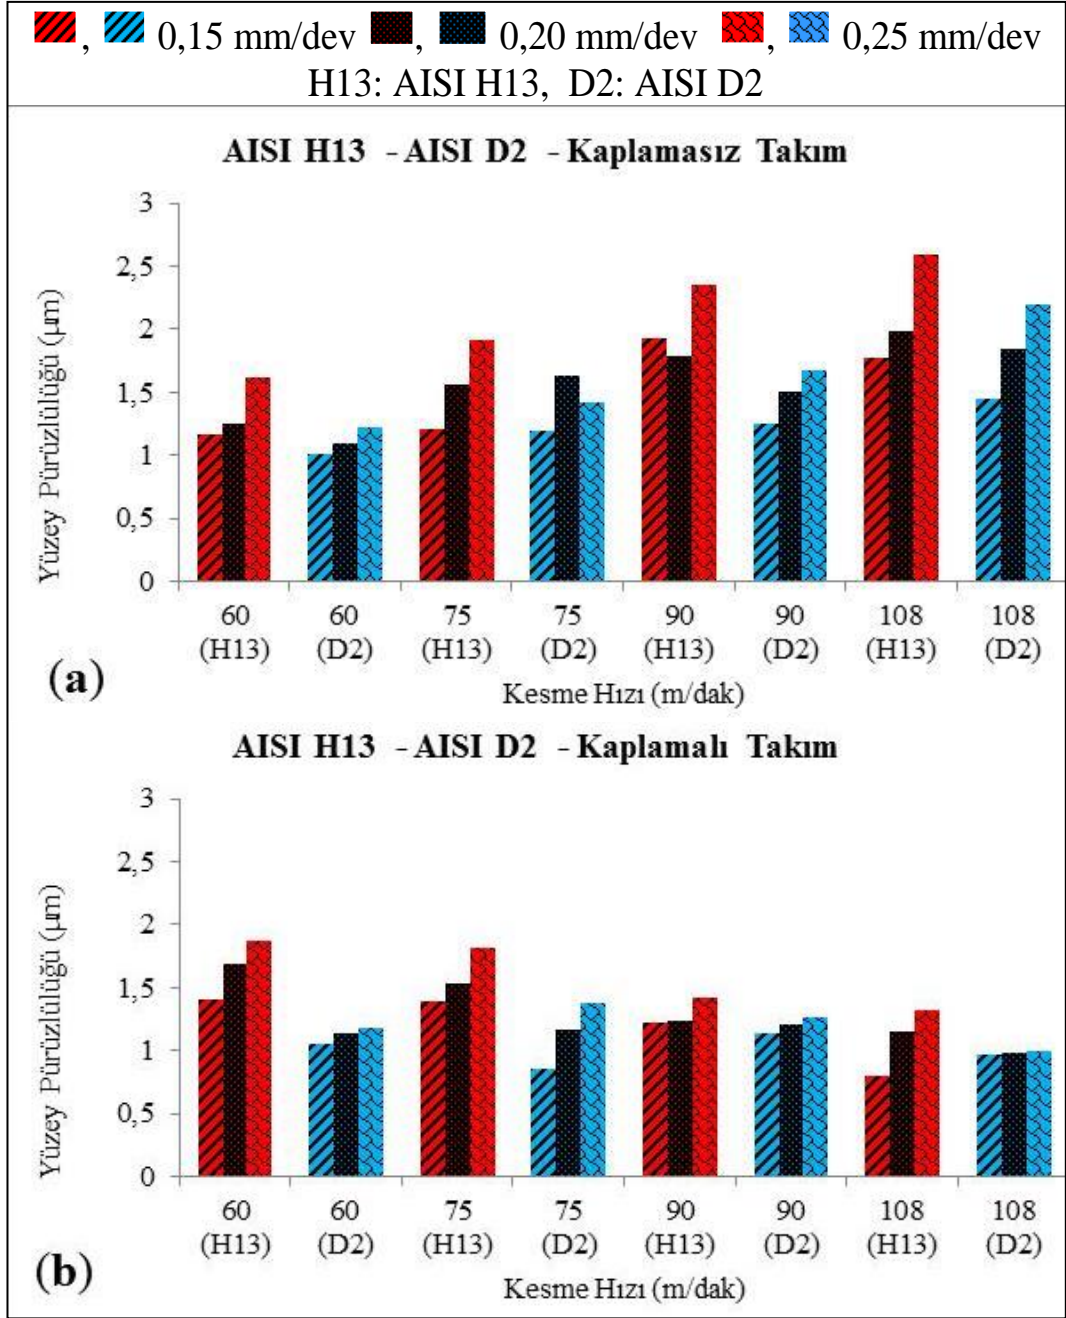 , 0,15 mm/dev , 0,20 mm/dev , 0,25 mm/dev
H13: AISI H13, D2: AISI D2
AISI H13 - AISI D2 - Kaplamasız Takım
Yüzey Pürüzlülüğü (µm)
3
2,5
2
1,5
1
0,5
0
60 60 75 75 90 90 108 108
(H13) (D2) (H13) (D2) (H13) (D2) (H13) (D2)
(a)
Kesme Hızı (m/dak)
AISI H13 - AISI D2 - Kaplamalı Takım
Yüzey Pürüzlülüğü (µm)
3
2,5
2
1,5
1
0,5
0
60 60 75 75 90 90 108 108
(H13) (D2) (H13) (D2) (H13) (D2) (H13) (D2)
(b)
Kesme Hızı (m/dak)